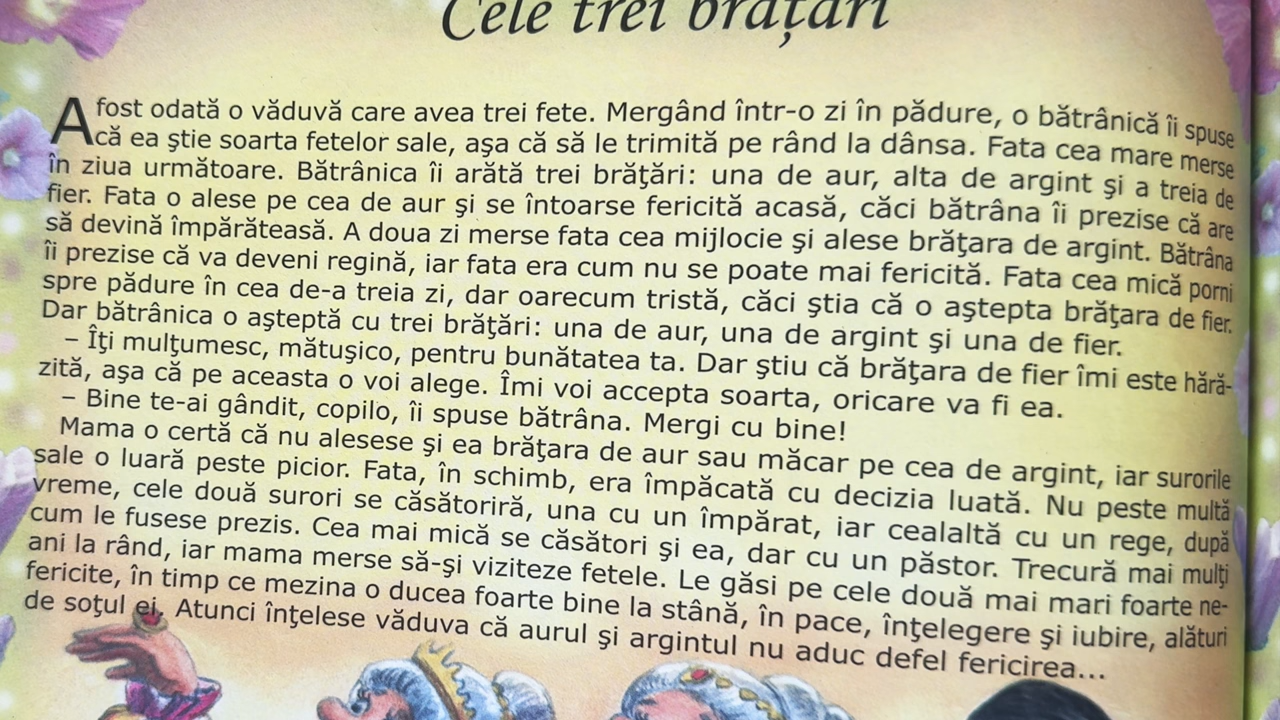 Cele trei brățari
A fost odată o văduvă care avea trei fete. Mergând într-o zi în pădure, o bătrânică îi spuse
că ea ştie soarta fetelor sale, aşa că să le trimită pe rând la dânsa. Fata cea mare merse
în ziua următoare. Bătrânica îi arătă trei brăţări: una de aur, alta de argint şi a treia de
fier. Fata o alese pe cea de aur şi se întoarse fericită acasă, căci bătrâna îi prezise că are
să devină împărăteasă. A doua zi merse fata cea mijlocie şi alese brăţara de argint. Bătrâna
îi prezise că va deveni regină, iar fata era cum nu se poate mai fericită. Fata cea mică porni
spre pădure în cea de-a treia zi, dar oarecum tristă, căci ştia că o aştepta brăţara de fier.
Dar bătrânica o aşteptă cu trei brăţări: una de aur, una de argint şi una de fier.
– Îţi mulţumesc, mătuşico, pentru bunătatea ta. Dar ştiu că brăţara de fier îmi este hără-
zită, aşa că pe aceasta o voi alege. Îmi voi accepta soarta, oricare va fi ea.
– Bine te-ai gândit, copilo, îi spuse bătrâna. Mergi cu bine!
Mama o certă că nu alesese şi ea brăţara de aur sau măcar pe cea de argint, iar surorile
sale o luară peste picior. Fata, în schimb, era împăcată cu decizia luată. Nu peste multă
vreme, cele două surori se căsătoriră, una cu un împărat, iar cealaltă cu un rege, după
cum le fusese prezis. Cea mai mică se căsători şi ea, dar cu un păstor. Trecură mai mulţi
ani la rând, iar mama merse să-şi viziteze fetele. Le găsi pe cele două mai mari foarte ne-
fericite, în timp ce mezina o ducea foarte bine la stână, în pace, înţelegere şi iubire, alături
de soţul ei. Atunci înţelese văduva că aurul şi argintul nu aduc defel fericirea...